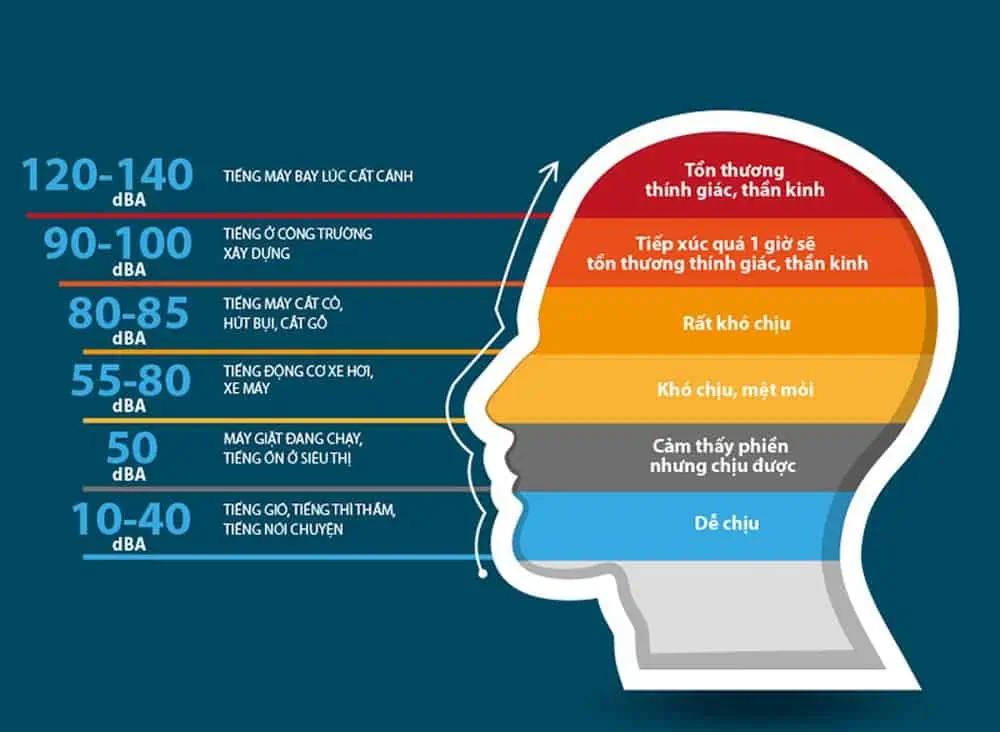 120-140
dBA
TIẾNG MÁY BAY LÚC CẤT CÁNH
Tổn thương
thính giác, thần kinh
90-100
dBA
TIẾNG Ở CÔNG TRƯỜNG
XÂY DỰNG
Tiếp xúc quá 1 giờ sẽ
tổn thương thính giác, thần kinh
80-85
dBA
TIẾNG MÁY CẮT CỎ,
HÚT BỤI, CẮT GỖ
Rất khó chịu
55-80
dBA
TIẾNG ĐỘNG CƠ XE HƠI,
XE MÁY
Khó chịu, mệt mỏi
50
dBA
MÁY GIẶT ĐANG CHẠY,
TIẾNG ỒN Ở SIÊU THỊ
Cảm thấy phiền
nhưng chịu được
10-40
dBA
TIẾNG GIÓ, TIẾNG THÌ THẦM,
TIẾNG NÓI CHUYỆN
Dễ chịu